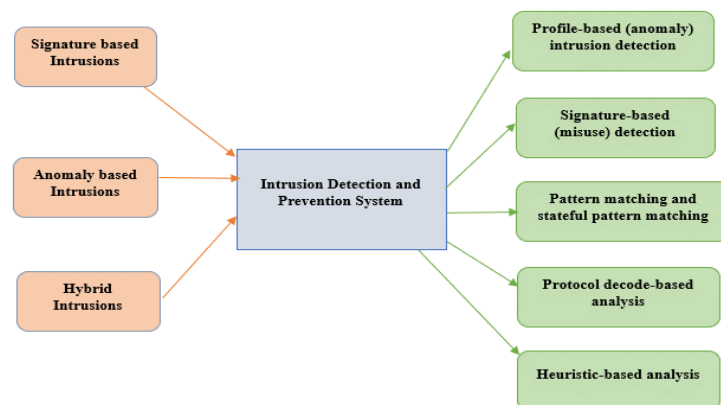 Signature based
Intrusions
Anomaly based
Intrusions
Hybrid
Intrusions
Intrusion Detection and
Prevention System
Profile-based (anomaly)
intrusion detection
Signature-based
(misuse) detection
Pattern matching and
stateful pattern matching
Protocol decode-based
analysis
Heuristic-based analysis